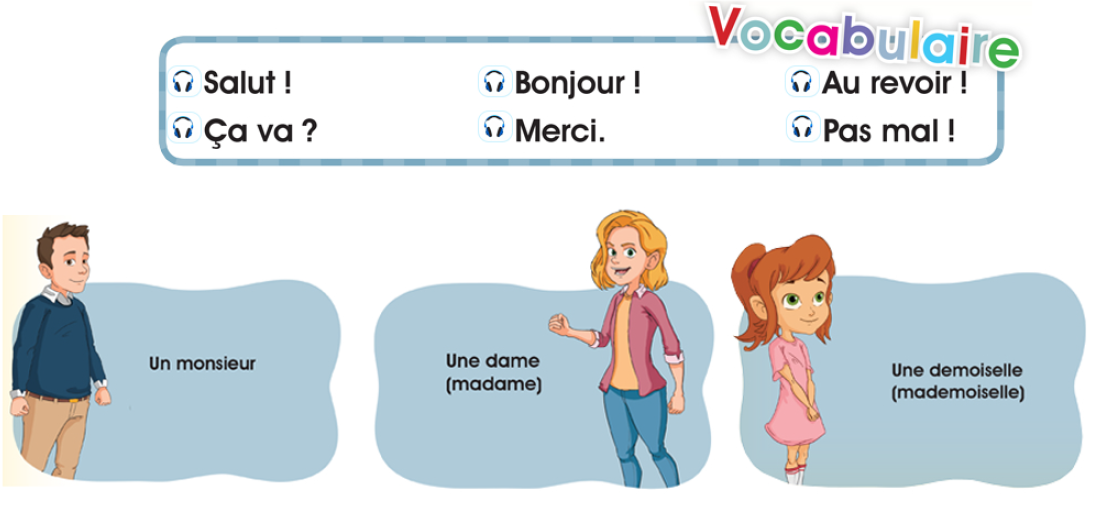 Vocabulaire
Salut ! Bonjour ! Au revoir !
Ça va ? Merci. Pas mal !
Un monsieur
Une dame
(madame)
Une demoiselle
(mademoiselle)